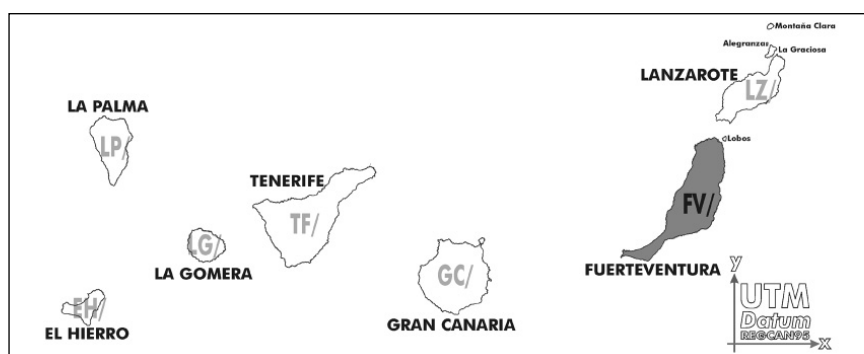 Montaña Clara
Alegranzas
La Graciosa
LANZAROTE
LZ/
LA PALMA
LP/
Lobos
TENERIFE
TF/
FV/
LG/
LA GOMERA
GC/
FUERTEVENTURA
EH/
EL HIERRO
GRAN CANARIA
y
UTM
Datum
REGCAN95
x